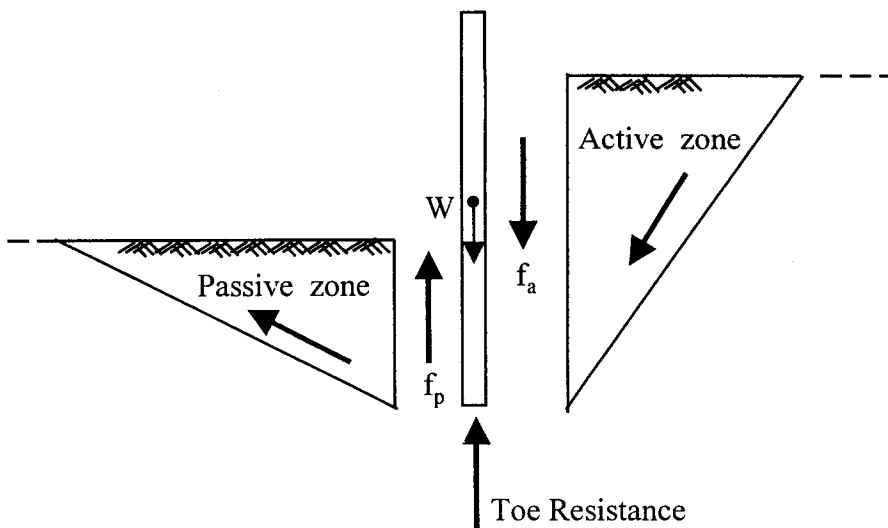 Active zone
W
f_a
Passive zone
f_p
Toe Resistance